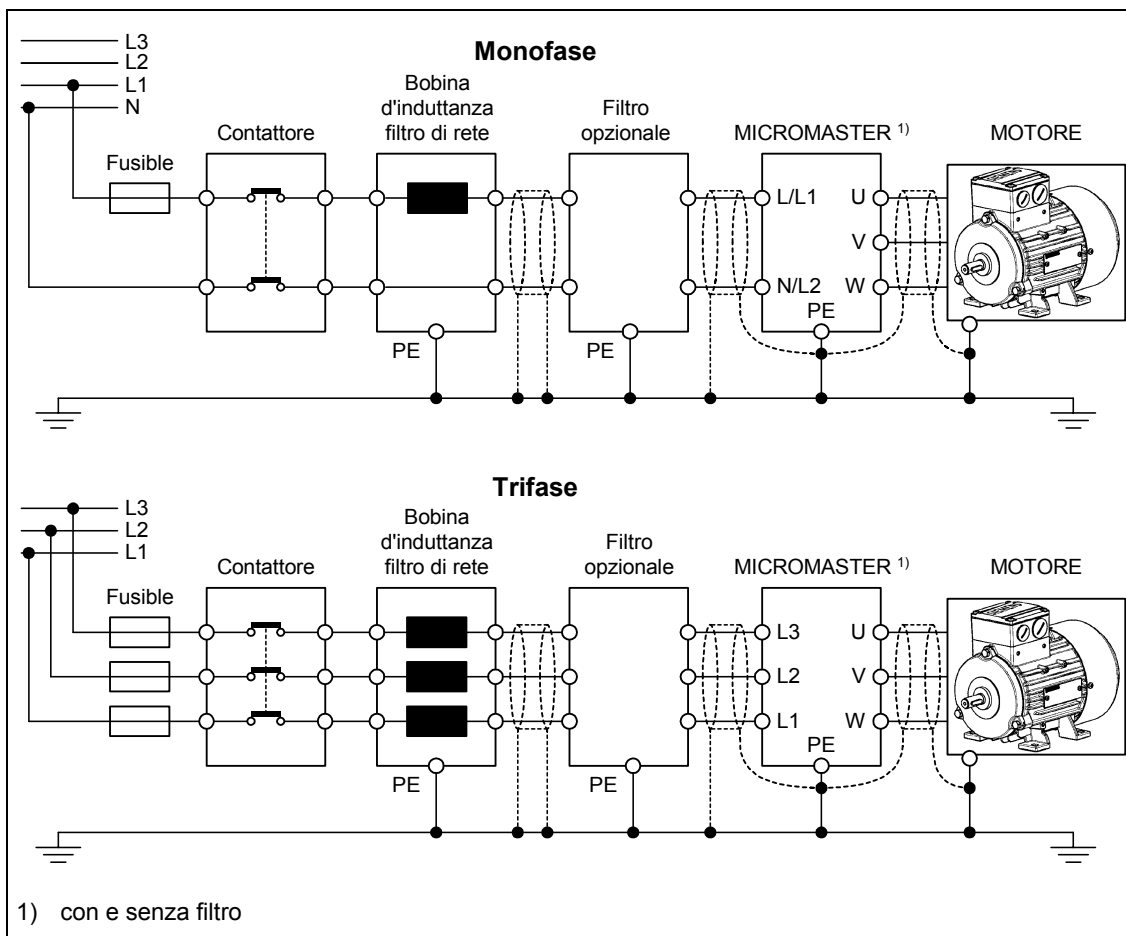 L3
Monofase
L2
L1
Bobina
d'induttanza
filtro di rete
Filtro
opzionale
N
Contattore
MICROMASTER 1)
MOTORE
Fusible
L/L1
U
V
N/L2
W
PE
PE
PE
Trifase
L3
L2
Bobina
d'induttanza
filtro di rete
Filtro
opzionale
L1
Contattore
MICROMASTER 1)
MOTORE
Fusible
L3
U
L2
V
L1
W
PE
PE
PE
1) con e senza filtro